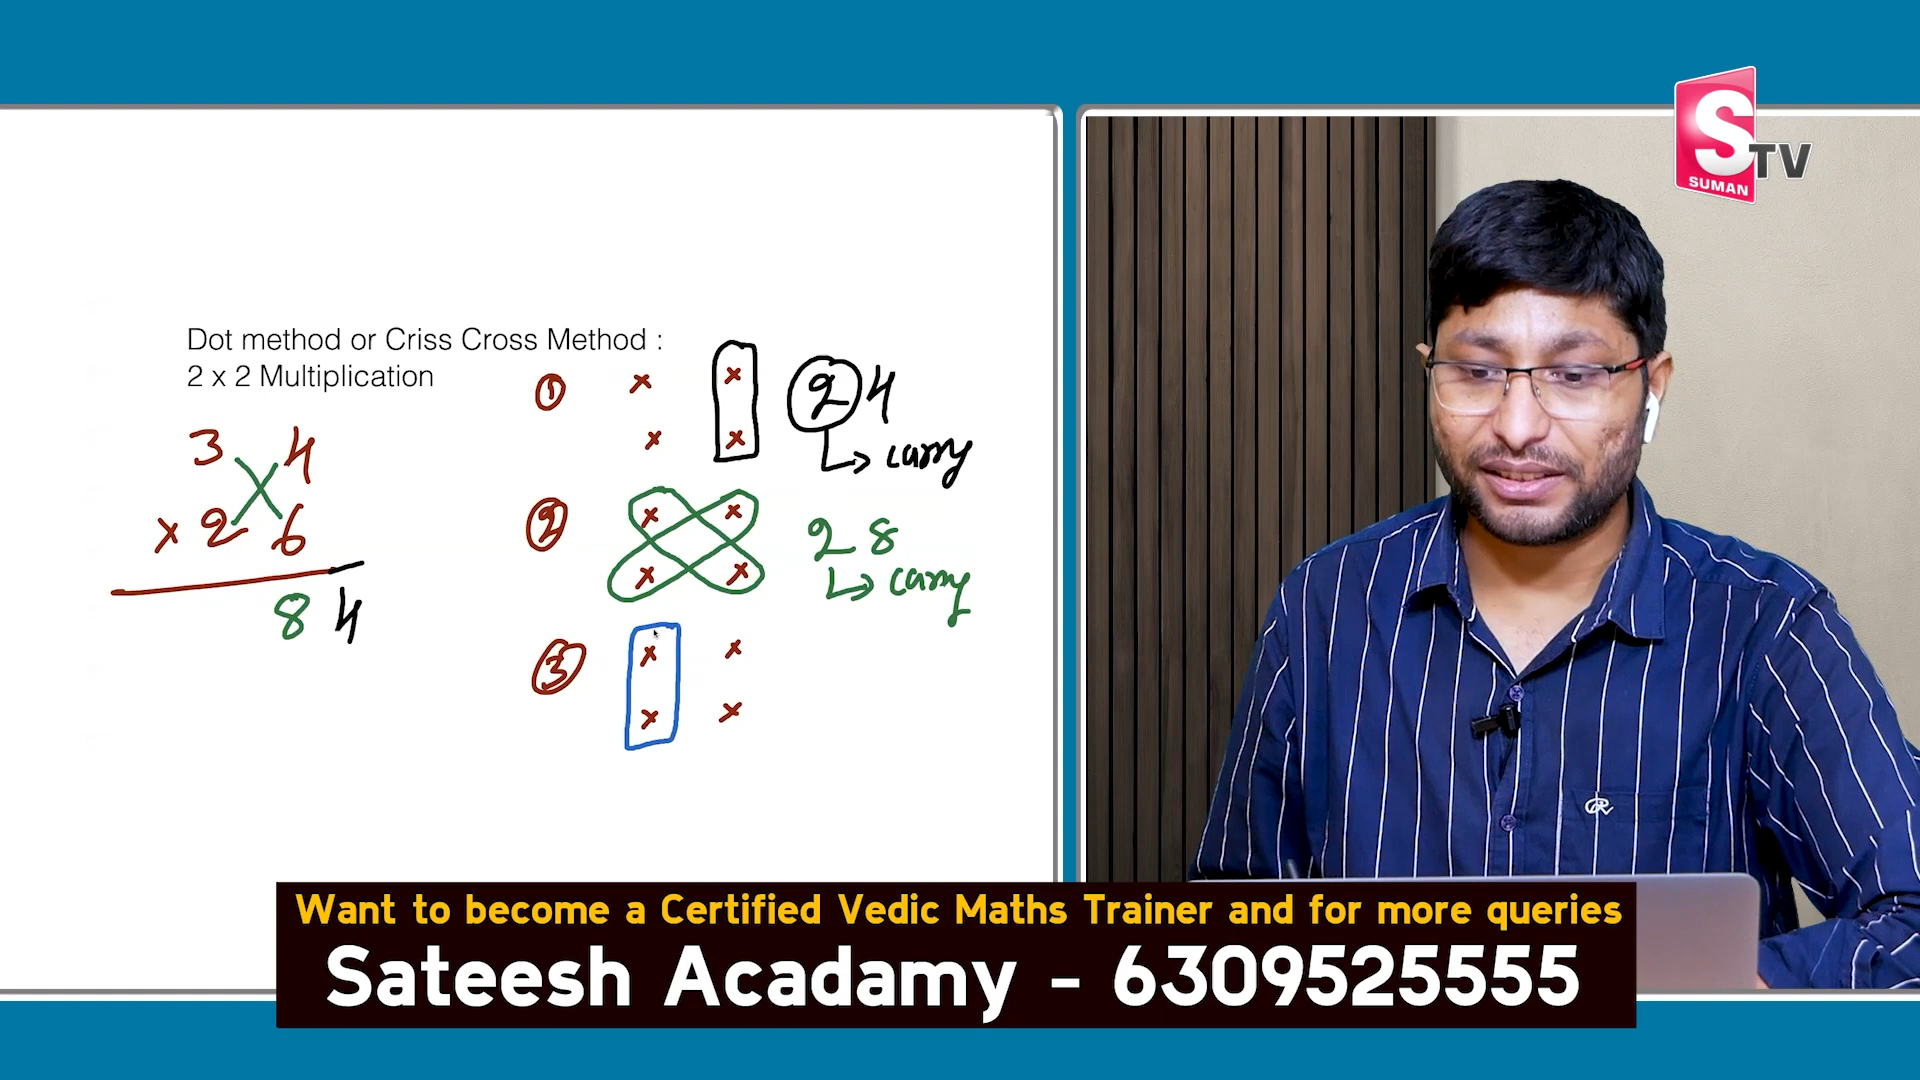 S TV
SUMAN
Dot method or Criss Cross Method :
2 x 2 Multiplication
3 4
x 2 6
8 4
1 x x 24
x x carry
2 x x 28
x x carry
3 x x
x x
Want to become a Certified Vedic Maths Trainer and for more queries
Sateesh Acadamy - 6309525555